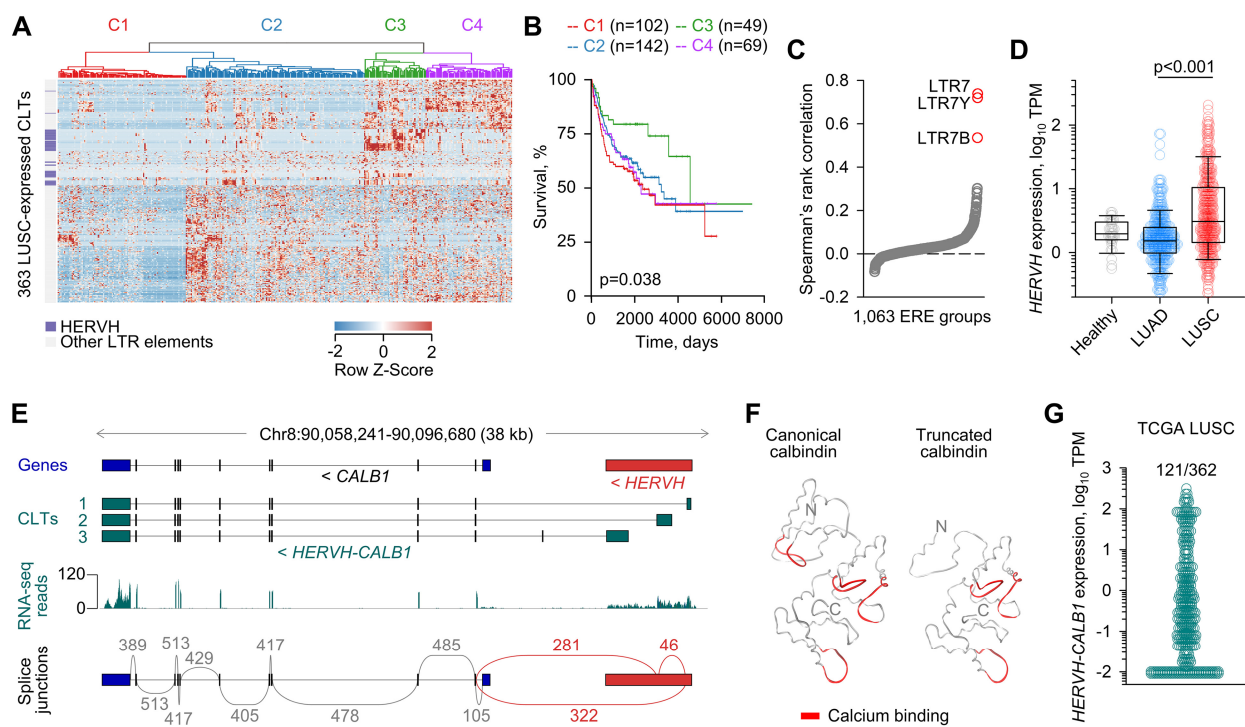 A
C1
C2
C3
C4
363 LUSC-expressed CLTs
HERVH
Other LTR elements
-2
0
2
Row Z-Score
B
-- C1 (n=102) -- C3 (n=49)
-- C2 (n=142) -- C4 (n=69)
Survival, %
100
75
50
25
0
p=0.038
0
2000
4000
6000
8000
Time, days
C
Spearman's rank correlation
0.8
0.6
0.4
0.2
0.0
-0.2
LTR7
LTR7Y
LTR7B
1,063 ERE groups
D
p<0.001
HERVH expression, log10 TPM
2
1
0
Healthy
LUAD
LUSC
E
Chr8:90,058,241-90,096,680 (38 kb)
Genes
< CALB1
< HERVH
CLTs
1
2
3
< HERVH-CALB1
RNA-seq
reads
120
0
Splice
junctions
389
513
429
417
485
281
46
513
417
405
478
105
322
F
Canonical
calbindin
Truncated
calbindin
N
C
N
C
Calcium binding
G
TCGA LUSC
121/362
HERVH-CALB1 expression, log10 TPM
3
2
1
0
-1
-2